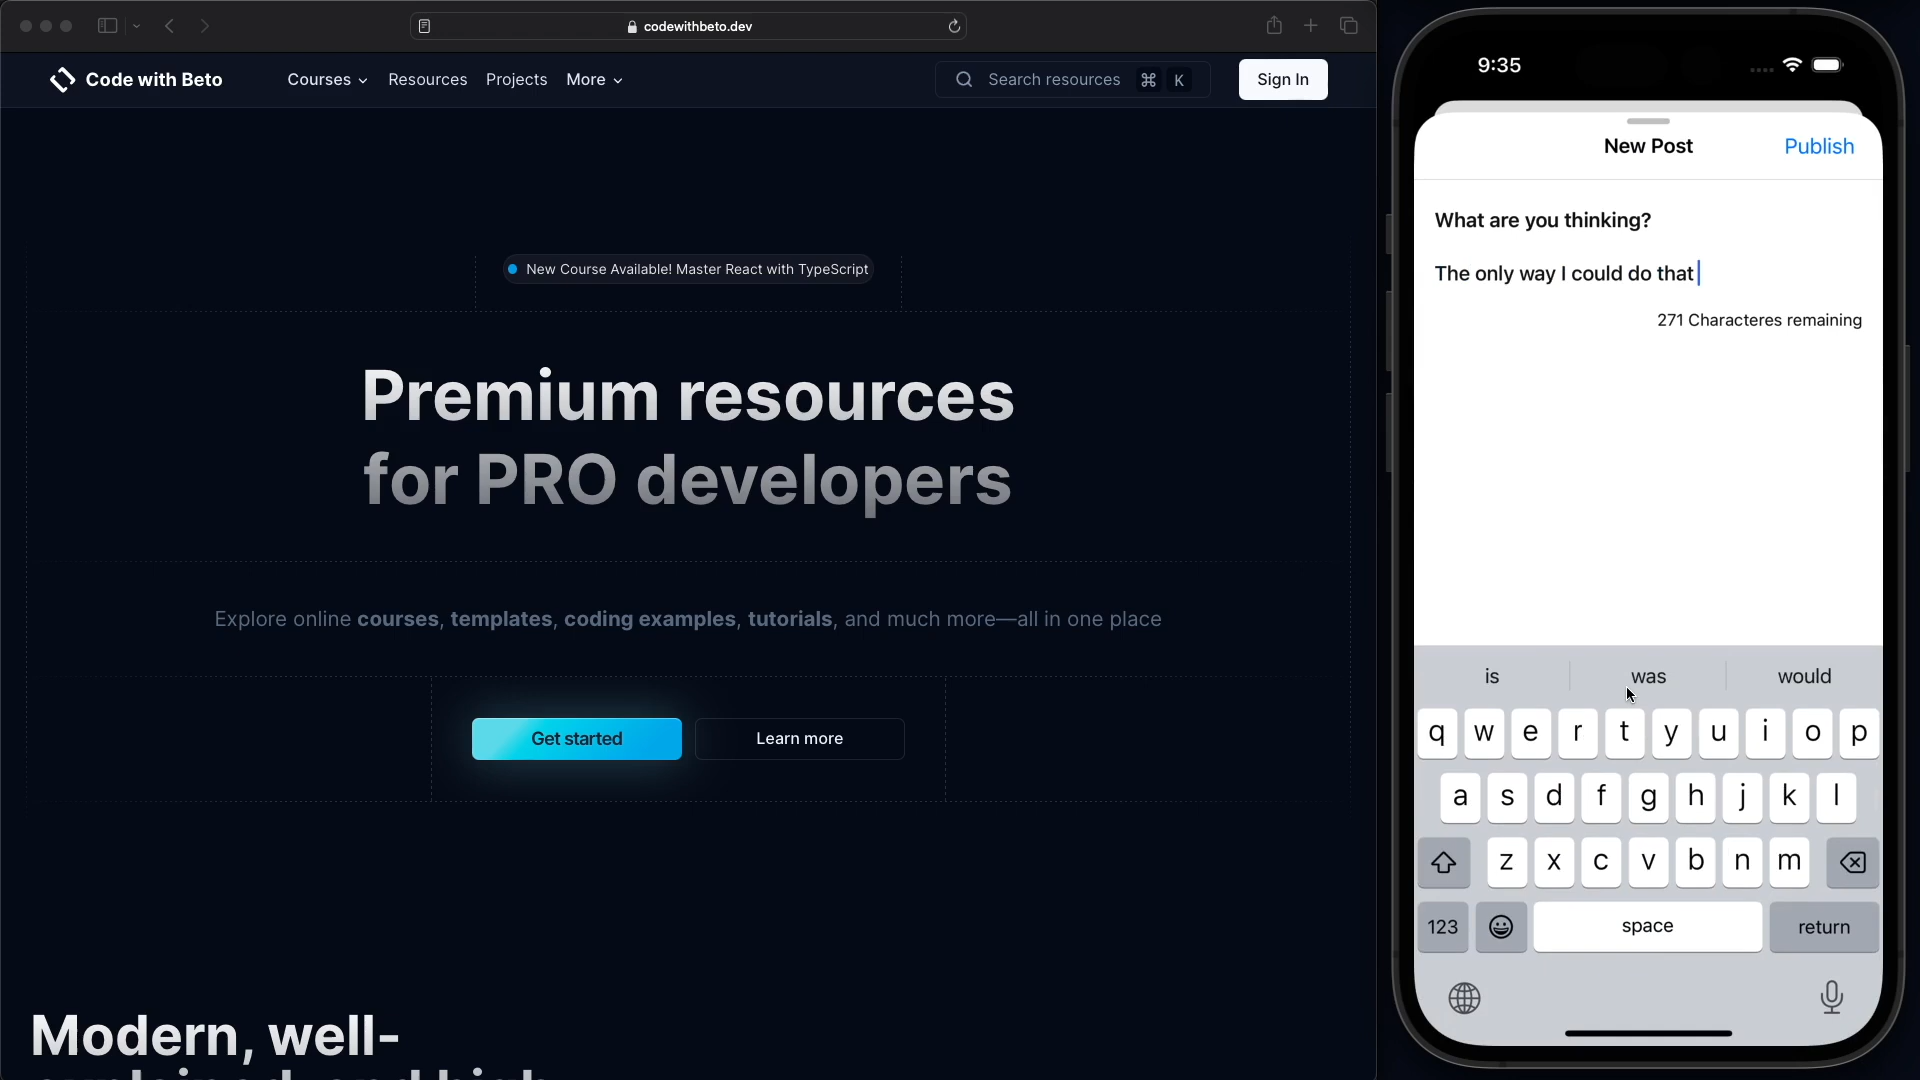 codewithbeto.dev
Code with Beto
Courses
Resources
Projects
More
Search resources
⌘ K
Sign In
New Course Available! Master React with TypeScript
Premium resources
for PRO developers
Explore online courses, templates, coding examples, tutorials, and much more—all in one place
Get started
Learn more
Modern, well-
9:35
New Post
Publish
What are you thinking?
The only way I could do that
271 Characteres remaining
is
was
would
q w e r t y u i o p
a s d f g h j k l
z x c v b n m
123
space
return